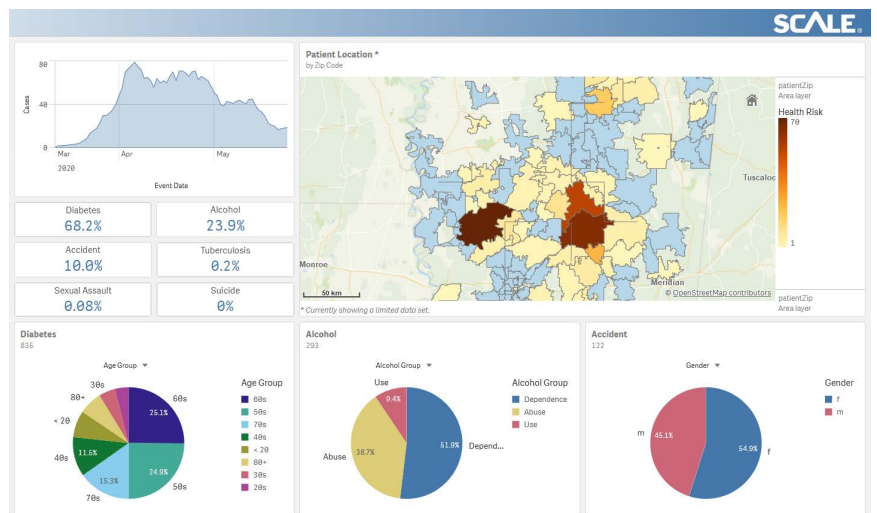 SCALE®
80
40
0
Cases
Mar
Apr
May
2020
Event Date
Patient Location *
by Zip Code
patientZip
Area layer
Health Risk
70
1
Tuscaloc
Monroe
Meridian
50 km
© OpenStreetMap contributors
patientZip
Area layer
* Currently showing a limited data set.
Diabetes
68.2%
Alcohol
23.9%
Accident
10.0%
Tuberculosis
0.2%
Sexual Assault
0.08%
Suicide
0%
Diabetes
835
Age Group
30s
80+
< 20
40s
70s
50s
60s
25.1%
24.9%
15.3%
11.5%
Age Group
60s
50s
70s
40s
< 20
80+
30s
20s
Alcohol
293
Alcohol Group
Use
Abuse
Depend...
9.4%
38.7%
51.9%
Alcohol Group
Dependence
Abuse
Use
Accident
122
Gender
m
f
45.1%
54.9%
Gender
f
m